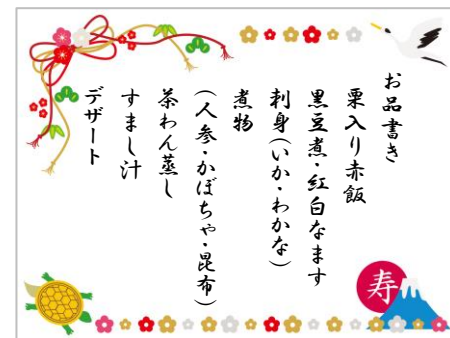 お品書き
栗入り赤飯
黒豆煮・紅白なます
刺身(いか・わかな)
煮物
(人参・かぼちゃ・昆布)
茶わん蒸し
すまし汁
デザート
寿